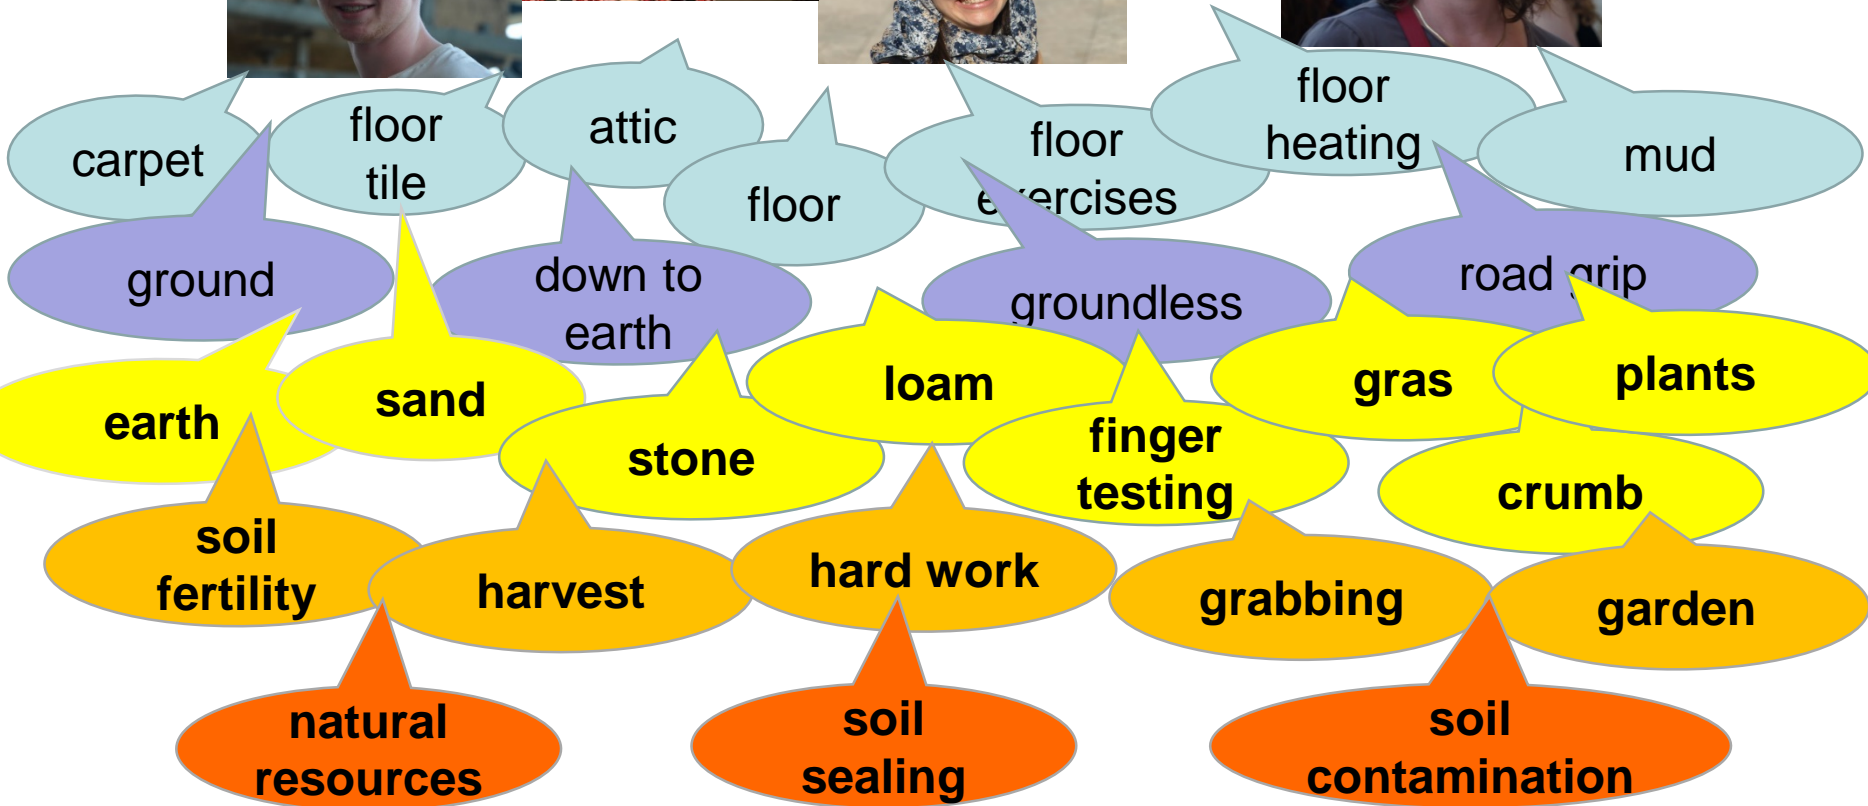 carpet
floor
tile
attic
floor
floor
exercises
floor
heating
mud
ground
down to
earth
groundless
road grip
earth
sand
stone
loam
finger
testing
gras
plants
crumb
soil
fertility
harvest
hard work
grabbing
garden
natural
resources
soil
sealing
soil
contamination